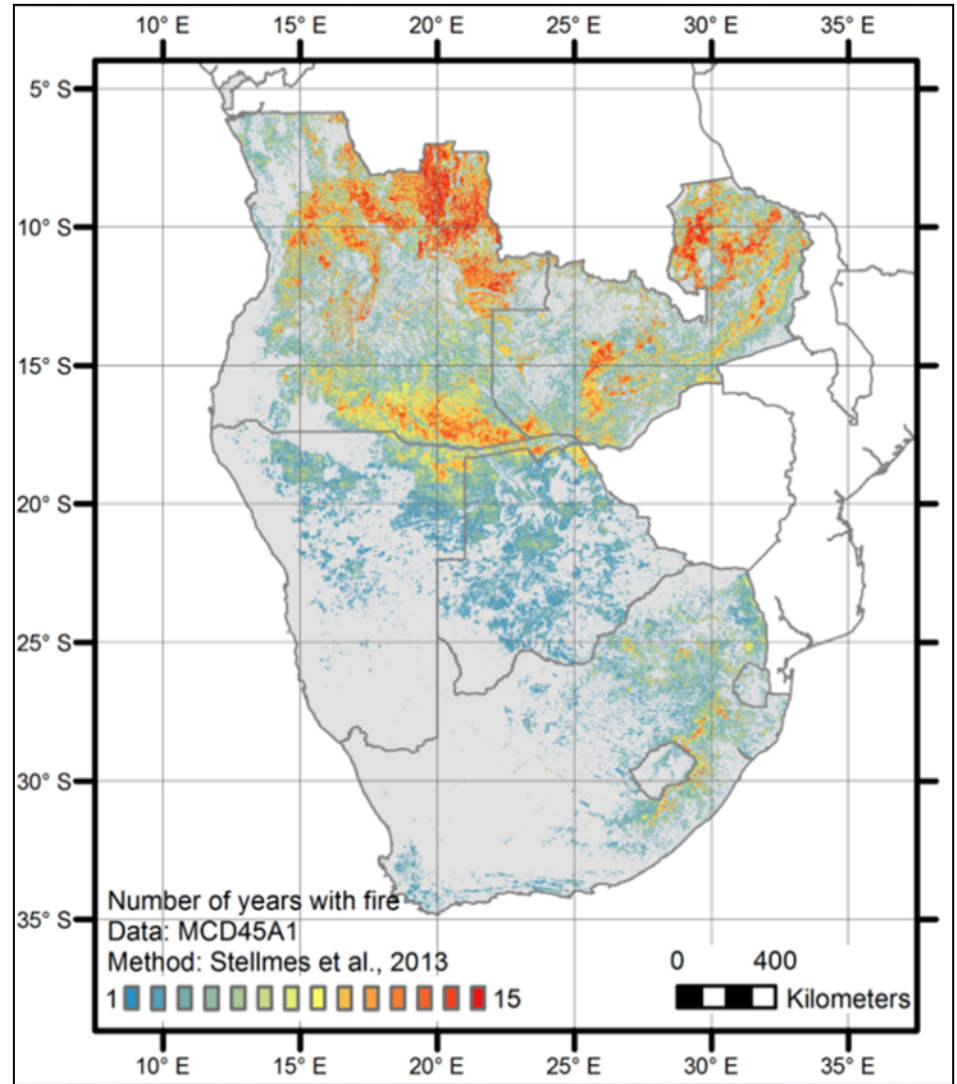 10° E 15° E 20° E 25° E 30° E 35° E
5° S
10° S
15° S
20° S
25° S
30° S
35° S
Number of years with fire
Data: MCD45A1
Method: Stellmes et al., 2013
1 15
0 400
Kilometers
10° E 15° E 20° E 25° E 30° E 35° E